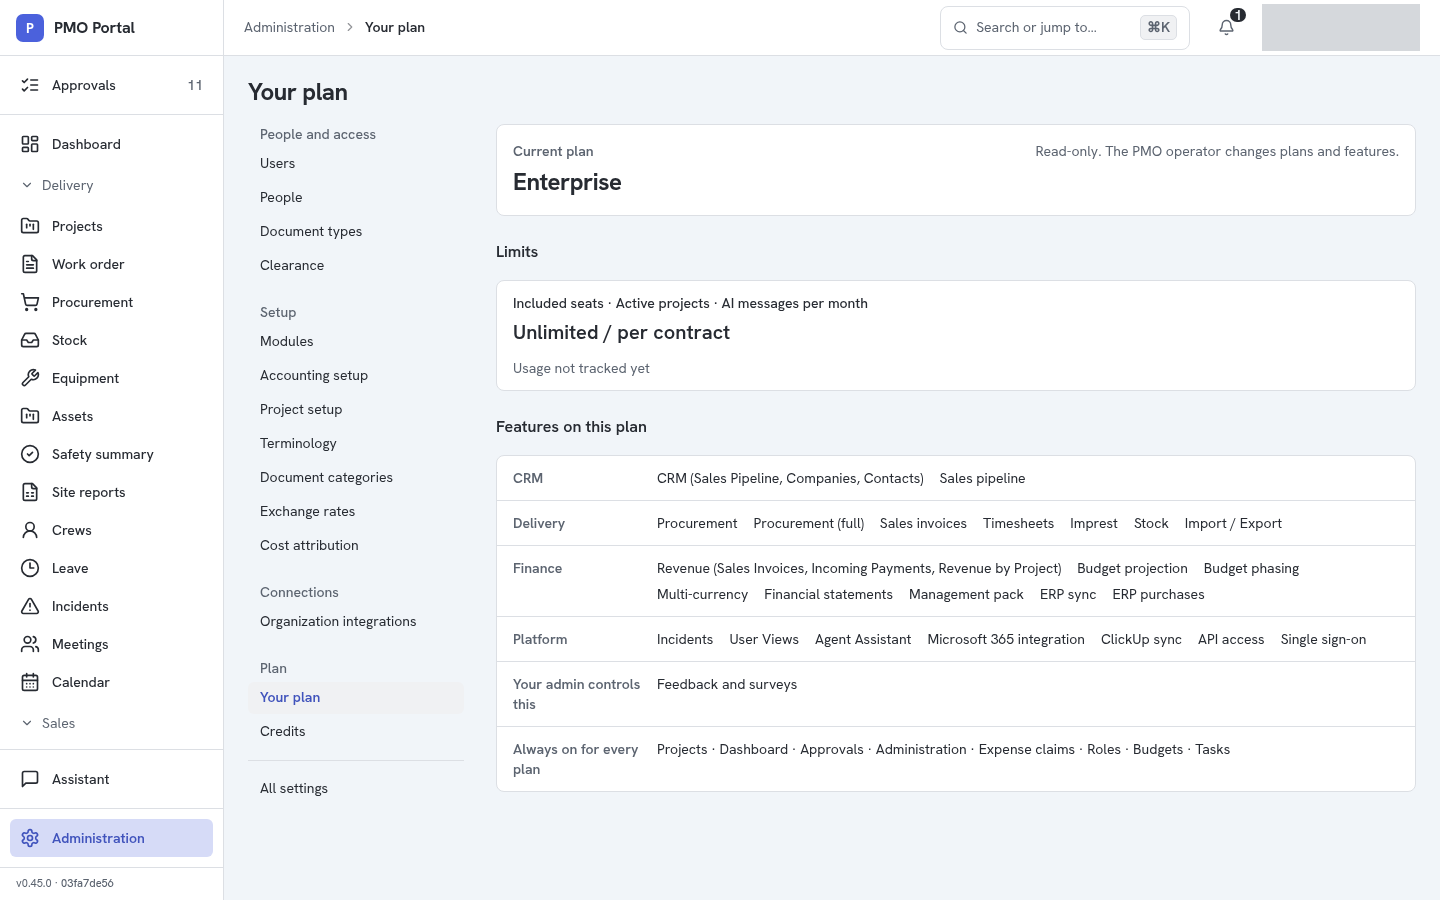 P PMO Portal
Administration > Your plan
Search or jump to... ⌘K
1
Approvals 11
Dashboard
Delivery
Projects
Work order
Procurement
Stock
Equipment
Assets
Safety summary
Site reports
Crews
Leave
Incidents
Meetings
Calendar
Sales
Assistant
Administration
v0.45.0 · 03fa7de56
Your plan
People and access
Users
People
Document types
Clearance
Setup
Modules
Accounting setup
Project setup
Terminology
Document categories
Exchange rates
Cost attribution
Connections
Organization integrations
Plan
Your plan
Credits
All settings
Current plan
Read-only. The PMO operator changes plans and features.
Enterprise
Limits
Included seats · Active projects · AI messages per month
Unlimited / per contract
Usage not tracked yet
Features on this plan
CRM CRM (Sales Pipeline, Companies, Contacts) Sales pipeline
Delivery Procurement Procurement (full) Sales invoices Timesheets Imprest Stock Import / Export
Finance Revenue (Sales Invoices, Incoming Payments, Revenue by Project) Budget projection Budget phasing
Multi-currency Financial statements Management pack ERP sync ERP purchases
Platform Incidents User Views Agent Assistant Microsoft 365 integration ClickUp sync API access Single sign-on
Your admin controls this Feedback and surveys
Always on for every plan Projects · Dashboard · Approvals · Administration · Expense claims · Roles · Budgets · Tasks